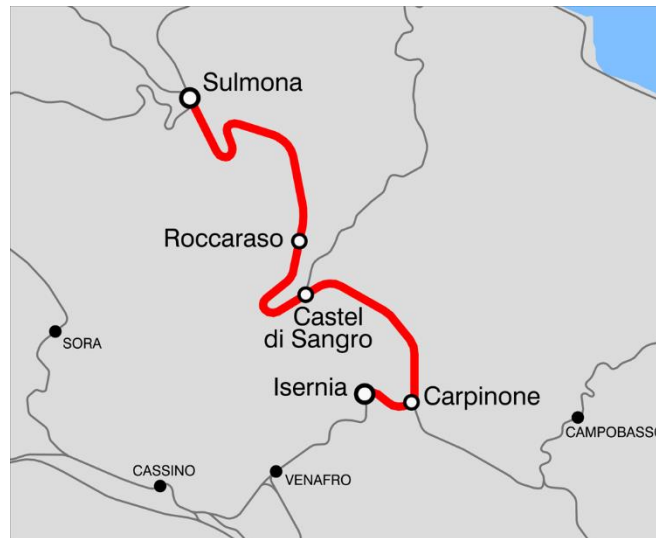 Sulmona
Roccaraso
Castel
di Sangro
SORA
Isernia
Carpinone
CAMPOBASSO
CASSINO
VENAFRO